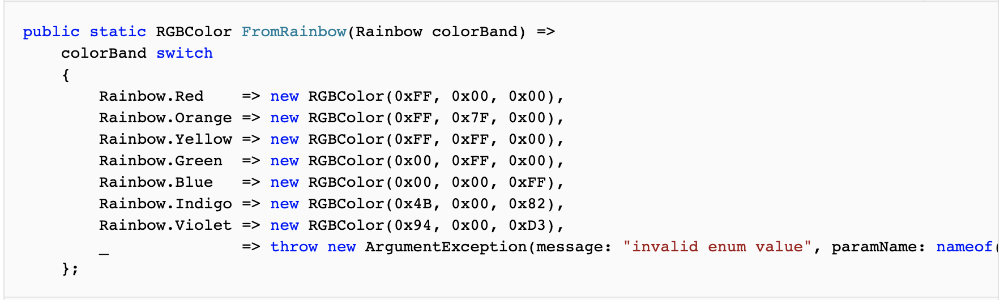 public static RGBColor FromRainbow(Rainbow colorBand) =>
    colorBand switch
    {
        Rainbow.Red    => new RGBColor(0xFF, 0x00, 0x00),
        Rainbow.Orange => new RGBColor(0xFF, 0x7F, 0x00),
        Rainbow.Yellow => new RGBColor(0xFF, 0xFF, 0x00),
        Rainbow.Green  => new RGBColor(0x00, 0xFF, 0x00),
        Rainbow.Blue   => new RGBColor(0x00, 0x00, 0xFF),
        Rainbow.Indigo => new RGBColor(0x4B, 0x00, 0x82),
        Rainbow.Violet => new RGBColor(0x94, 0x00, 0xD3),
        _              => throw new ArgumentException(message: "invalid enum value", paramName: nameof(
    };